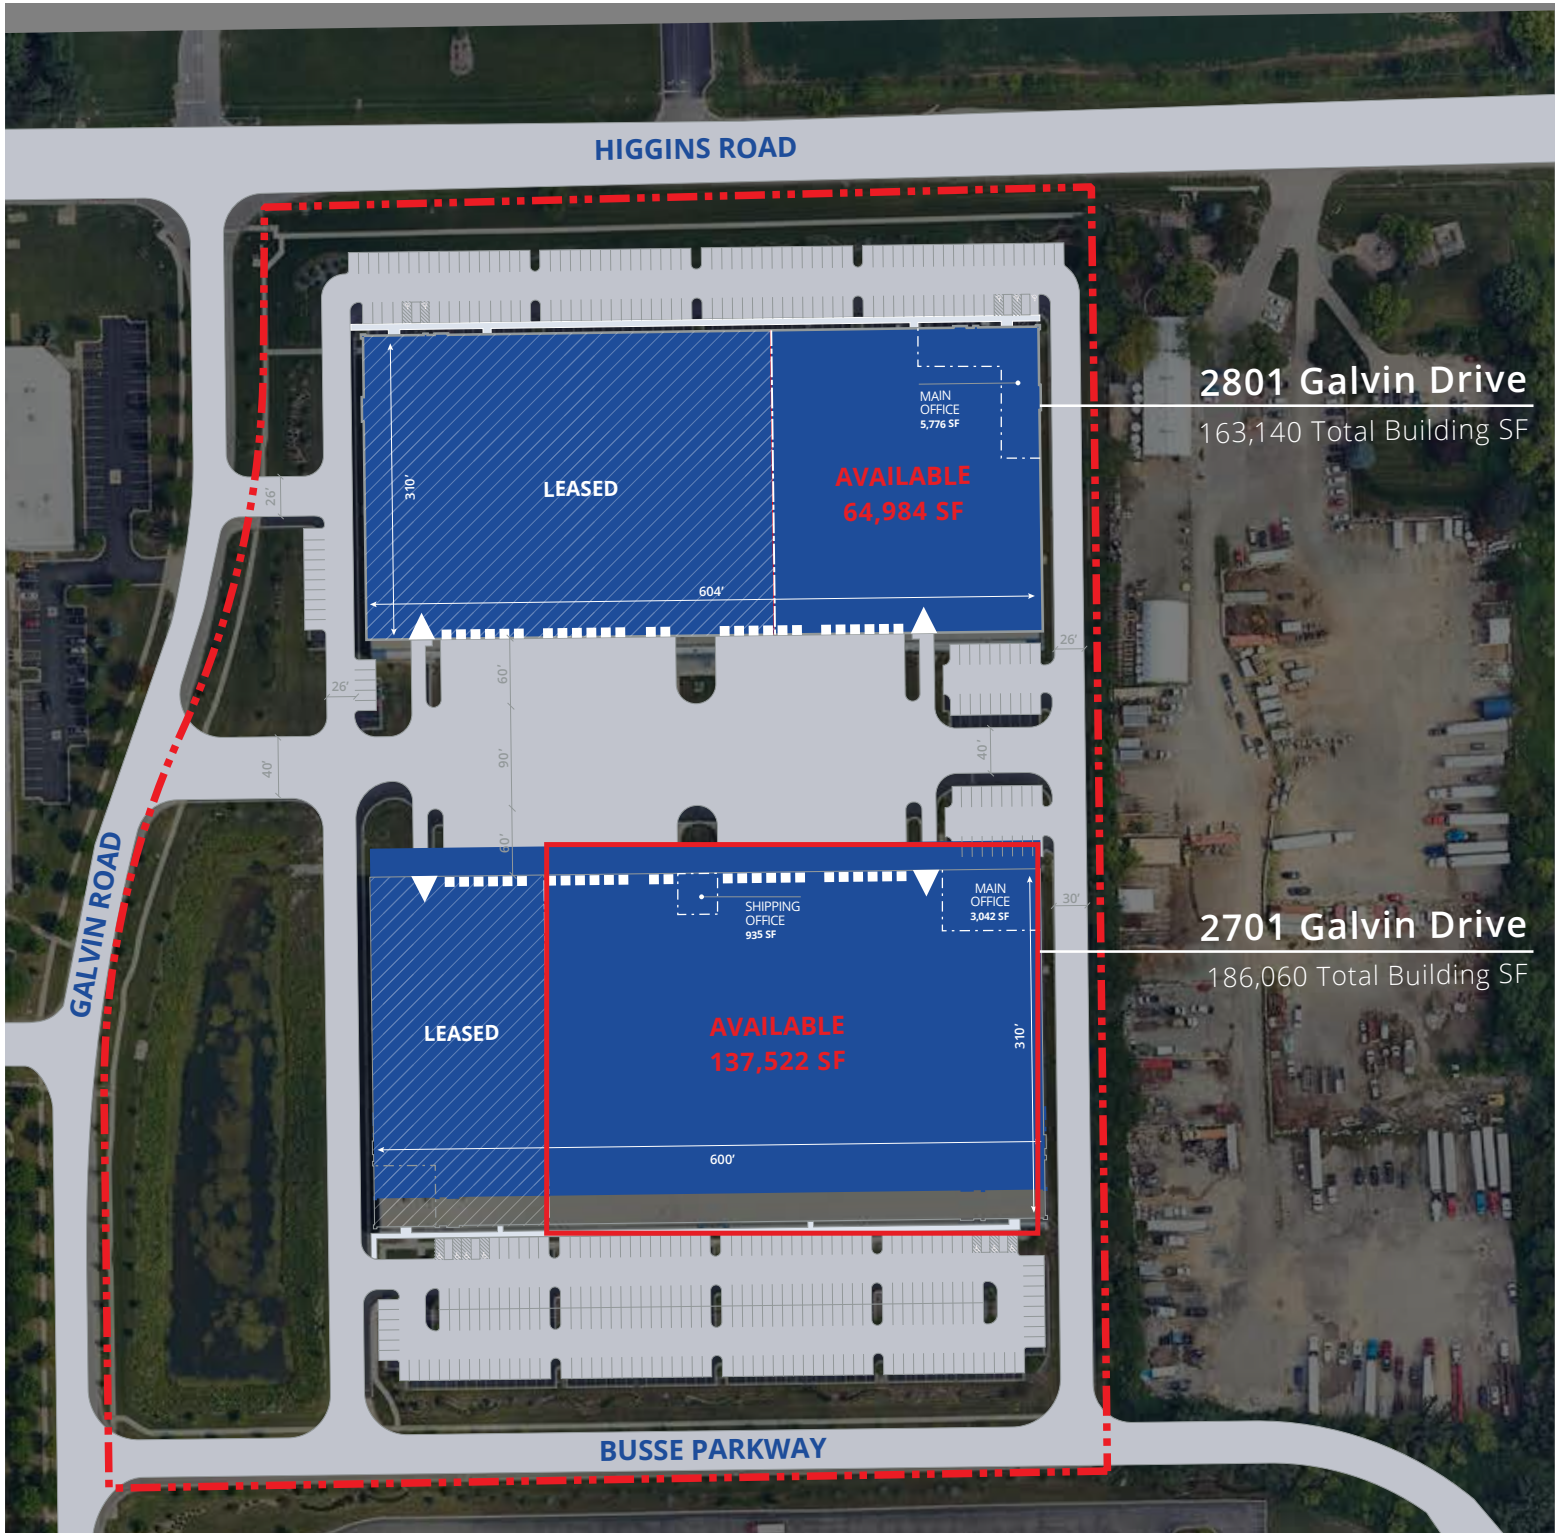 HIGGINS ROAD
2801 Galvin Drive
163,140 Total Building SF
MAIN
OFFICE
5,776 SF
310'
LEASED
AVAILABLE
64,984 SF
26'
604'
26'
26'
60'
90'
60'
40'
40'
GALVIN ROAD
SHIPPING
OFFICE
935 SF
MAIN
OFFICE
3,042 SF
30'
2701 Galvin Drive
186,060 Total Building SF
LEASED
AVAILABLE
137,522 SF
310'
600'
BUSSE PARKWAY